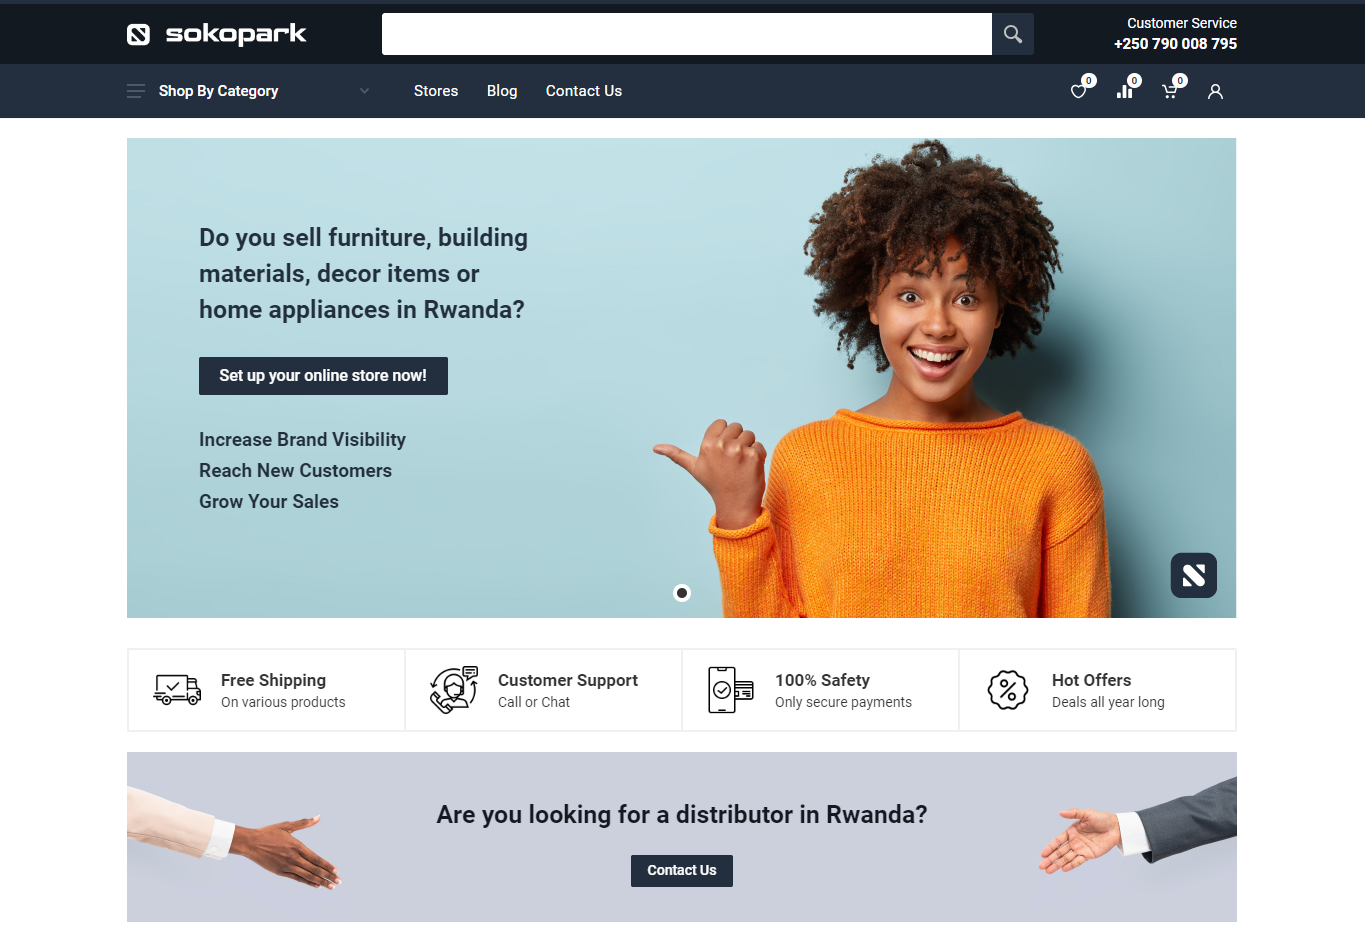 sokopark
Customer Service
+250 790 008 795
Shop By Category
Stores
Blog
Contact Us
0
0
0
Do you sell furniture, building
materials, decor items or
home appliances in Rwanda?
Set up your online store now!
Increase Brand Visibility
Reach New Customers
Grow Your Sales
Free Shipping
On various products
Customer Support
Call or Chat
100% Safety
Only secure payments
Hot Offers
Deals all year long
Are you looking for a distributor in Rwanda?
Contact Us